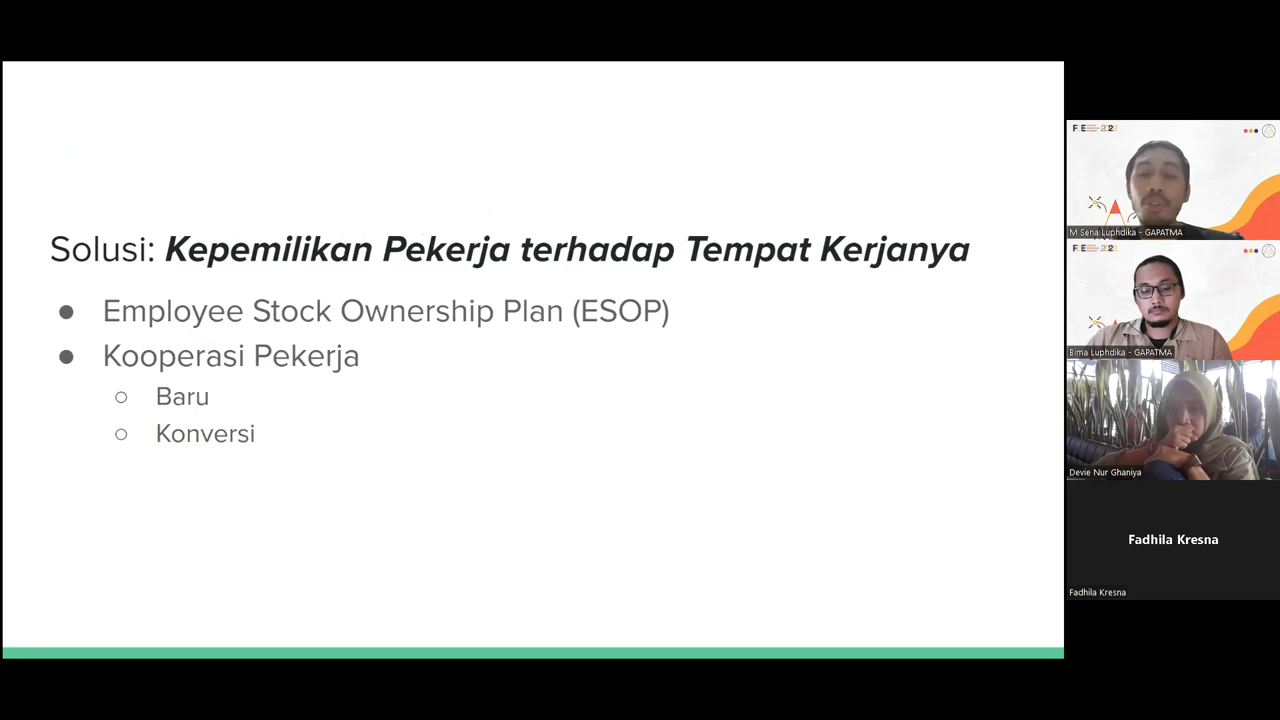 Solusi: Kepemilikan Pekerja terhadap Tempat Kerjanya
● Employee Stock Ownership Plan (ESOP)
● Kooperasi Pekerja
○ Baru
○ Konversi
M Sena Luphdika - GAPATMA
Bima Luphdika - GAPATMA
Devie Nur Ghaniya
Fadhila Kresna
Fadhila Kresna